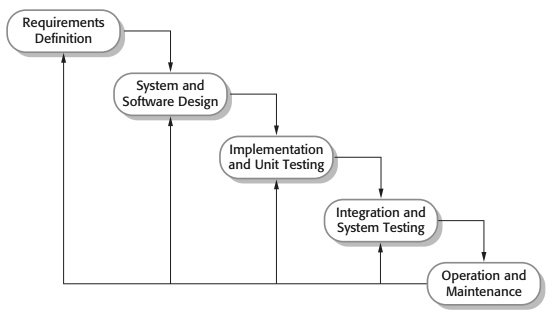 Requirements
Definition
System and
Software Design
Implementation
and Unit Testing
Integration and
System Testing
Operation and
Maintenance